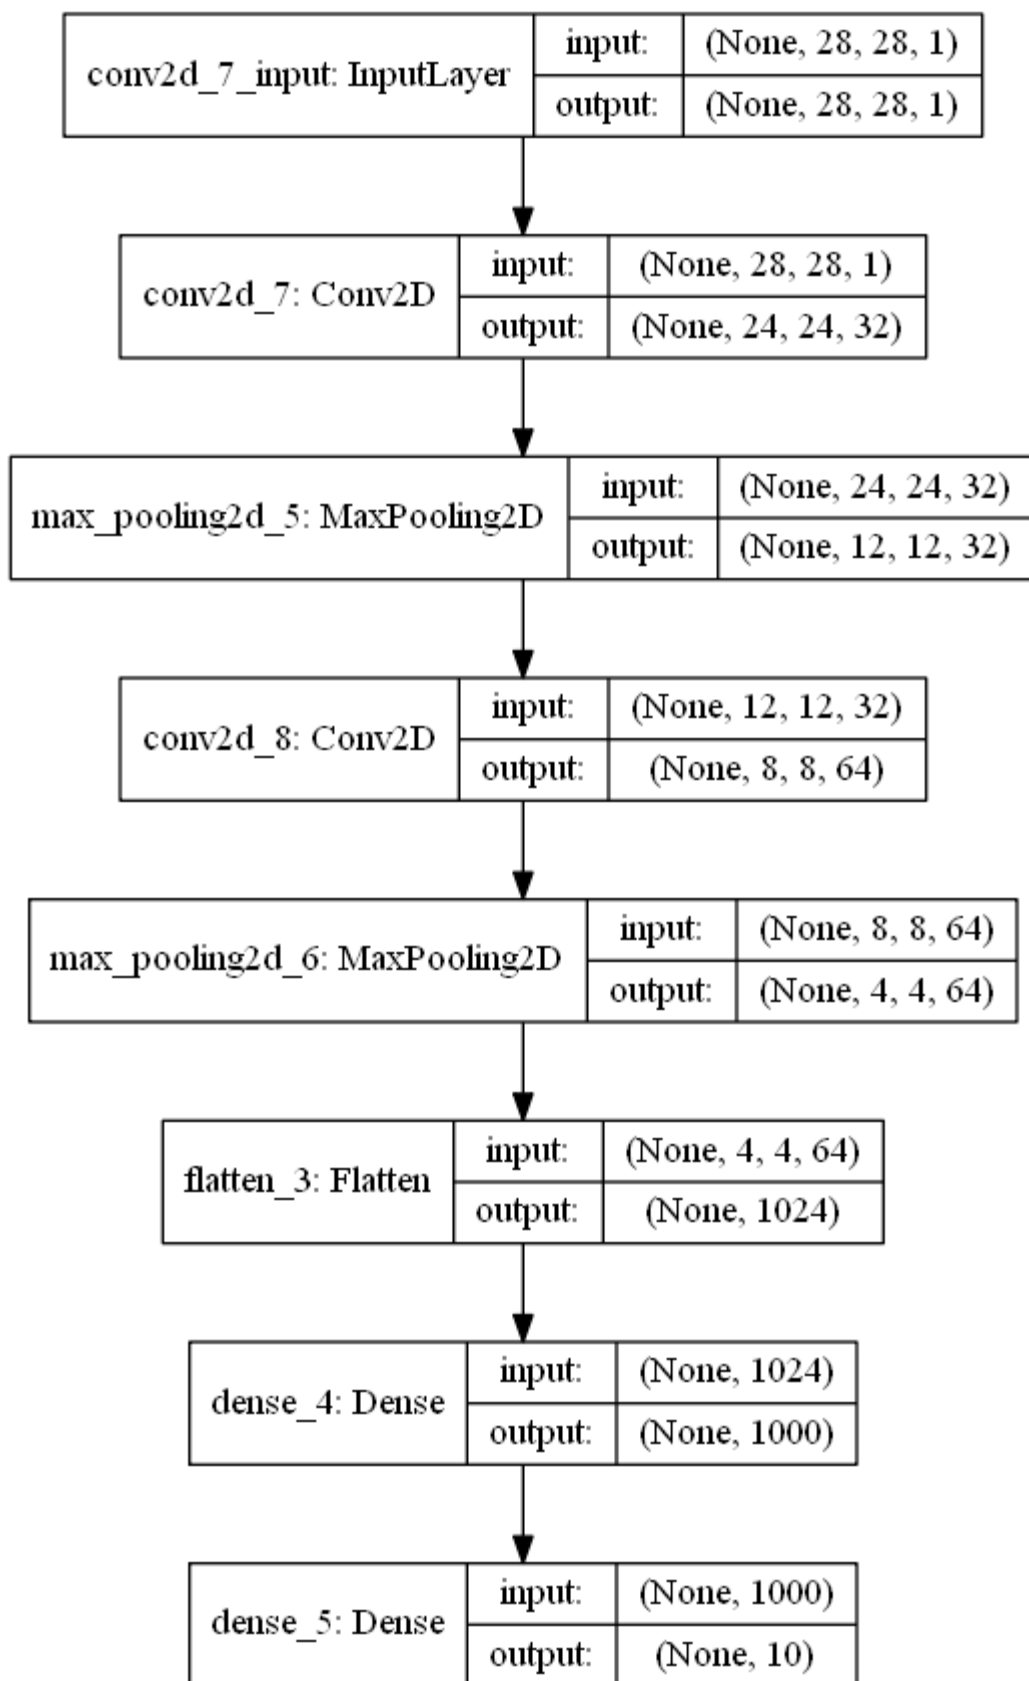 conv2d_7_input: InputLayer
input: (None, 28, 28, 1)
output: (None, 28, 28, 1)
conv2d_7: Conv2D
input: (None, 28, 28, 1)
output: (None, 24, 24, 32)
max_pooling2d_5: MaxPooling2D
input: (None, 24, 24, 32)
output: (None, 12, 12, 32)
conv2d_8: Conv2D
input: (None, 12, 12, 32)
output: (None, 8, 8, 64)
max_pooling2d_6: MaxPooling2D
input: (None, 8, 8, 64)
output: (None, 4, 4, 64)
flatten_3: Flatten
input: (None, 4, 4, 64)
output: (None, 1024)
dense_4: Dense
input: (None, 1024)
output: (None, 1000)
dense_5: Dense
input: (None, 1000)
output: (None, 10)